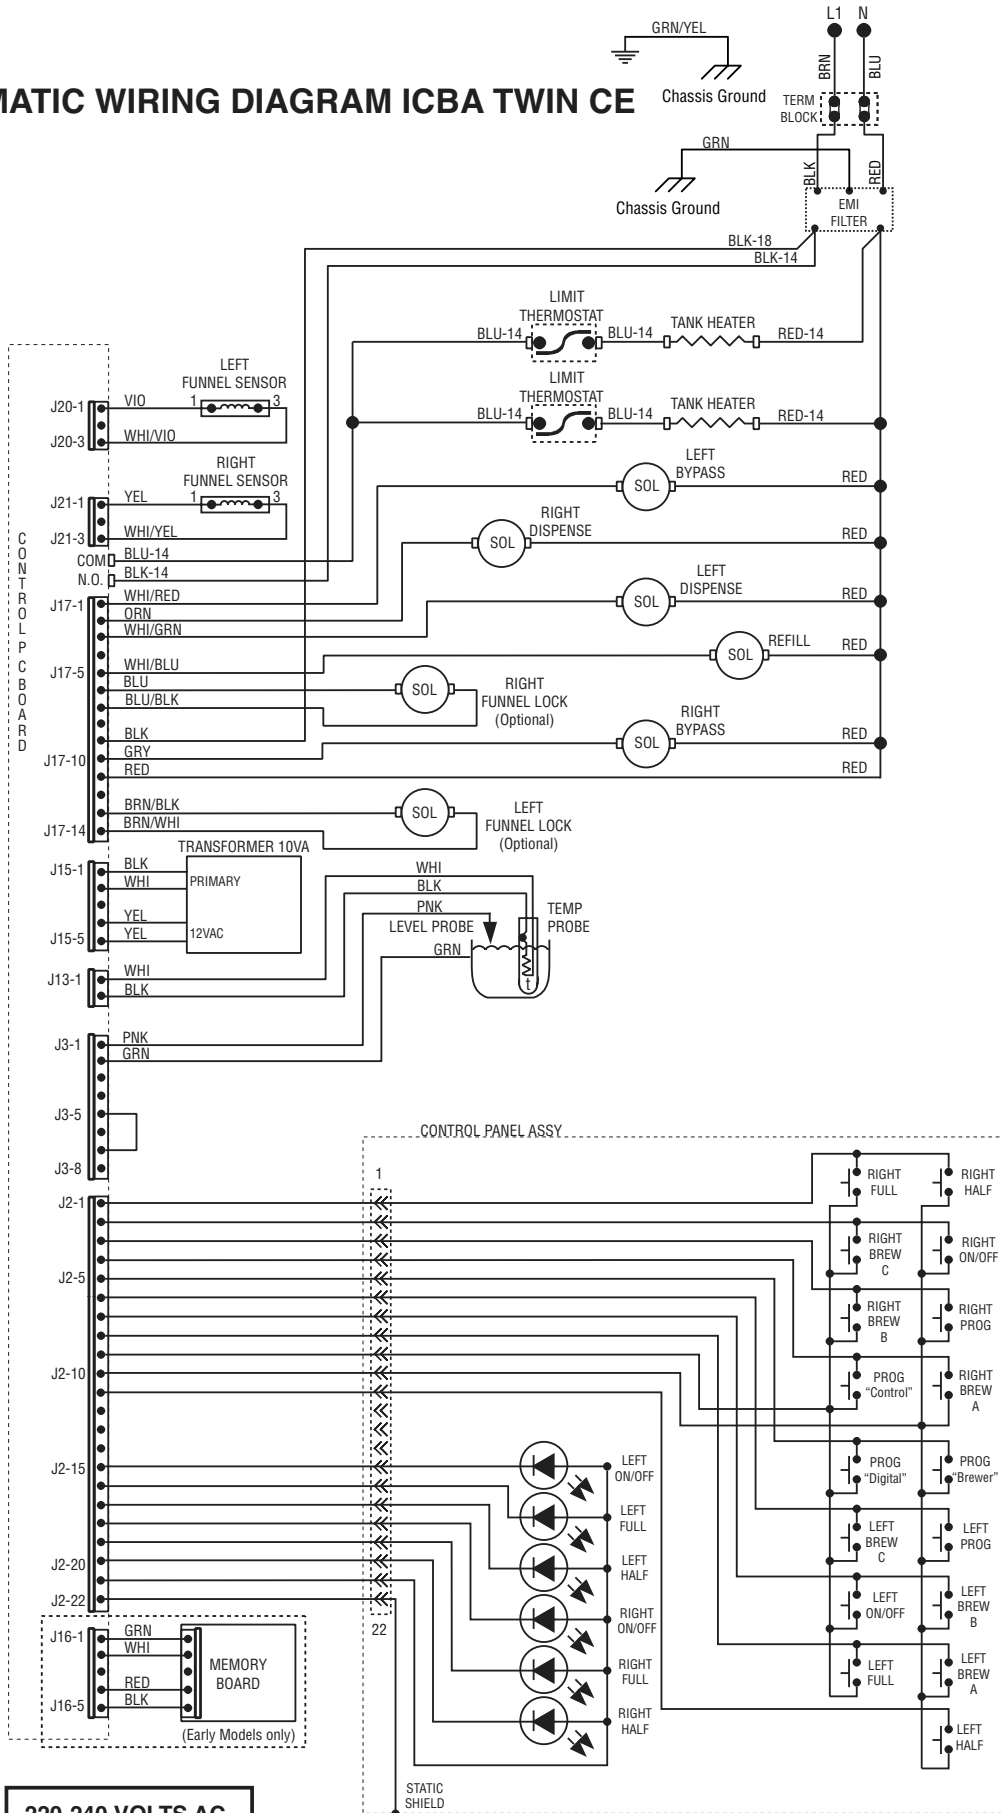 L1 N
GRN/YEL
BRN
BLU
MATIC WIRING DIAGRAM ICBA TWIN CE
Chassis Ground
TERM
BLOCK
GRN
BLK
RED
Chassis Ground
EMI
FILTER
BLK-18
BLK-14
LIMIT
THERMOSTAT
BLU-14
BLU-14
TANK HEATER
RED-14
LIMIT
THERMOSTAT
BLU-14
BLU-14
TANK HEATER
RED-14
LEFT
FUNNEL SENSOR
J20-1
VIO
1
3
J20-3
WHI/VIO
RIGHT
FUNNEL SENSOR
J21-1
YEL
1
3
J21-3
WHI/YEL
COM
BLU-14
N.O.
BLK-14
CONTROL P C BOARD
LEFT
BYPASS
SOL
RED
RIGHT
DISPENSE
SOL
RED
LEFT
DISPENSE
SOL
RED
REFILL
SOL
RED
J17-1
WHI/RED
ORN
WHI/GRN
J17-5
WHI/BLU
BLU
BLU/BLK
SOL
RIGHT
FUNNEL LOCK
(Optional)
RIGHT
BYPASS
SOL
RED
BLK
J17-10
GRY
RED
RED
BRN/BLK
J17-14
BRN/WHI
SOL
LEFT
FUNNEL LOCK
(Optional)
TRANSFORMER 10VA
J15-1
BLK
WHI
PRIMARY
YEL
J15-5
YEL
12VAC
WHI
BLK
PNK
LEVEL PROBE
TEMP
PROBE
GRN
t
J13-1
WHI
BLK
J3-1
PNK
GRN
J3-5
J3-8
CONTROL PANEL ASSY
1
J2-1
J2-5
J2-10
J2-15
J2-20
J2-22
22
RIGHT
FULL
RIGHT
HALF
RIGHT
BREW
C
RIGHT
ON/OFF
RIGHT
BREW
B
RIGHT
PROG
PROG
“Control”
RIGHT
BREW
A
PROG
“Digital”
PROG
“Brewer”
LEFT
BREW
C
LEFT
PROG
LEFT
ON/OFF
LEFT
BREW
B
LEFT
FULL
LEFT
BREW
A
LEFT
HALF
LEFT
ON/OFF
LEFT
FULL
LEFT
HALF
RIGHT
ON/OFF
RIGHT
FULL
RIGHT
HALF
J16-1
GRN
WHI
RED
J16-5
BLK
MEMORY
BOARD
(Early Models only)
STATIC
SHIELD
220-240 VOLTS AC